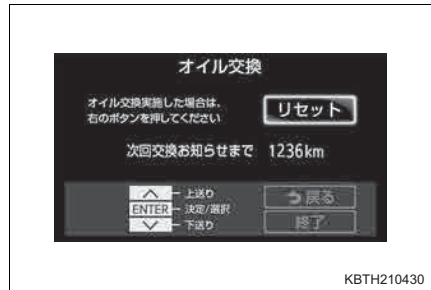 オイル交換
オイル交換実施した場合は、
右のボタンを押してください
リセット
次回交換お知らせまで 1236km
上送り
ENTER 決定/選択
下送り
戻る
終了
KBTH210430